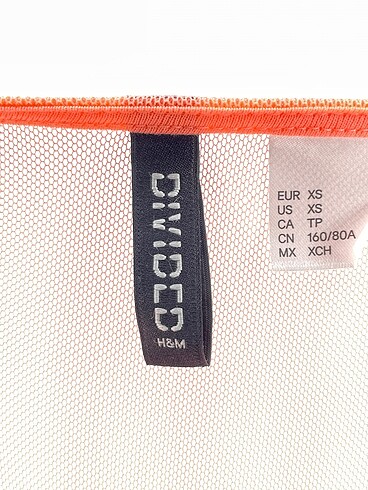 DIVIDED
H&M
EUR XS
US XS
CA TP
CN 160/80A
MX XCH